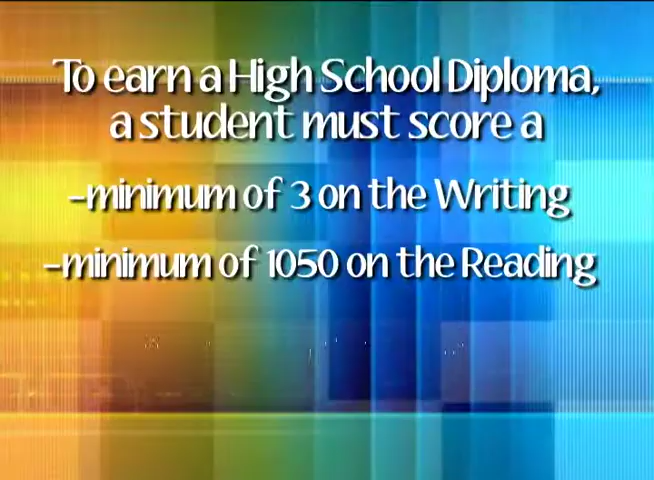 To earn a High School Diploma,
a student must score a
-minimum of 3 on the Writing
-minimum of 1050 on the Reading